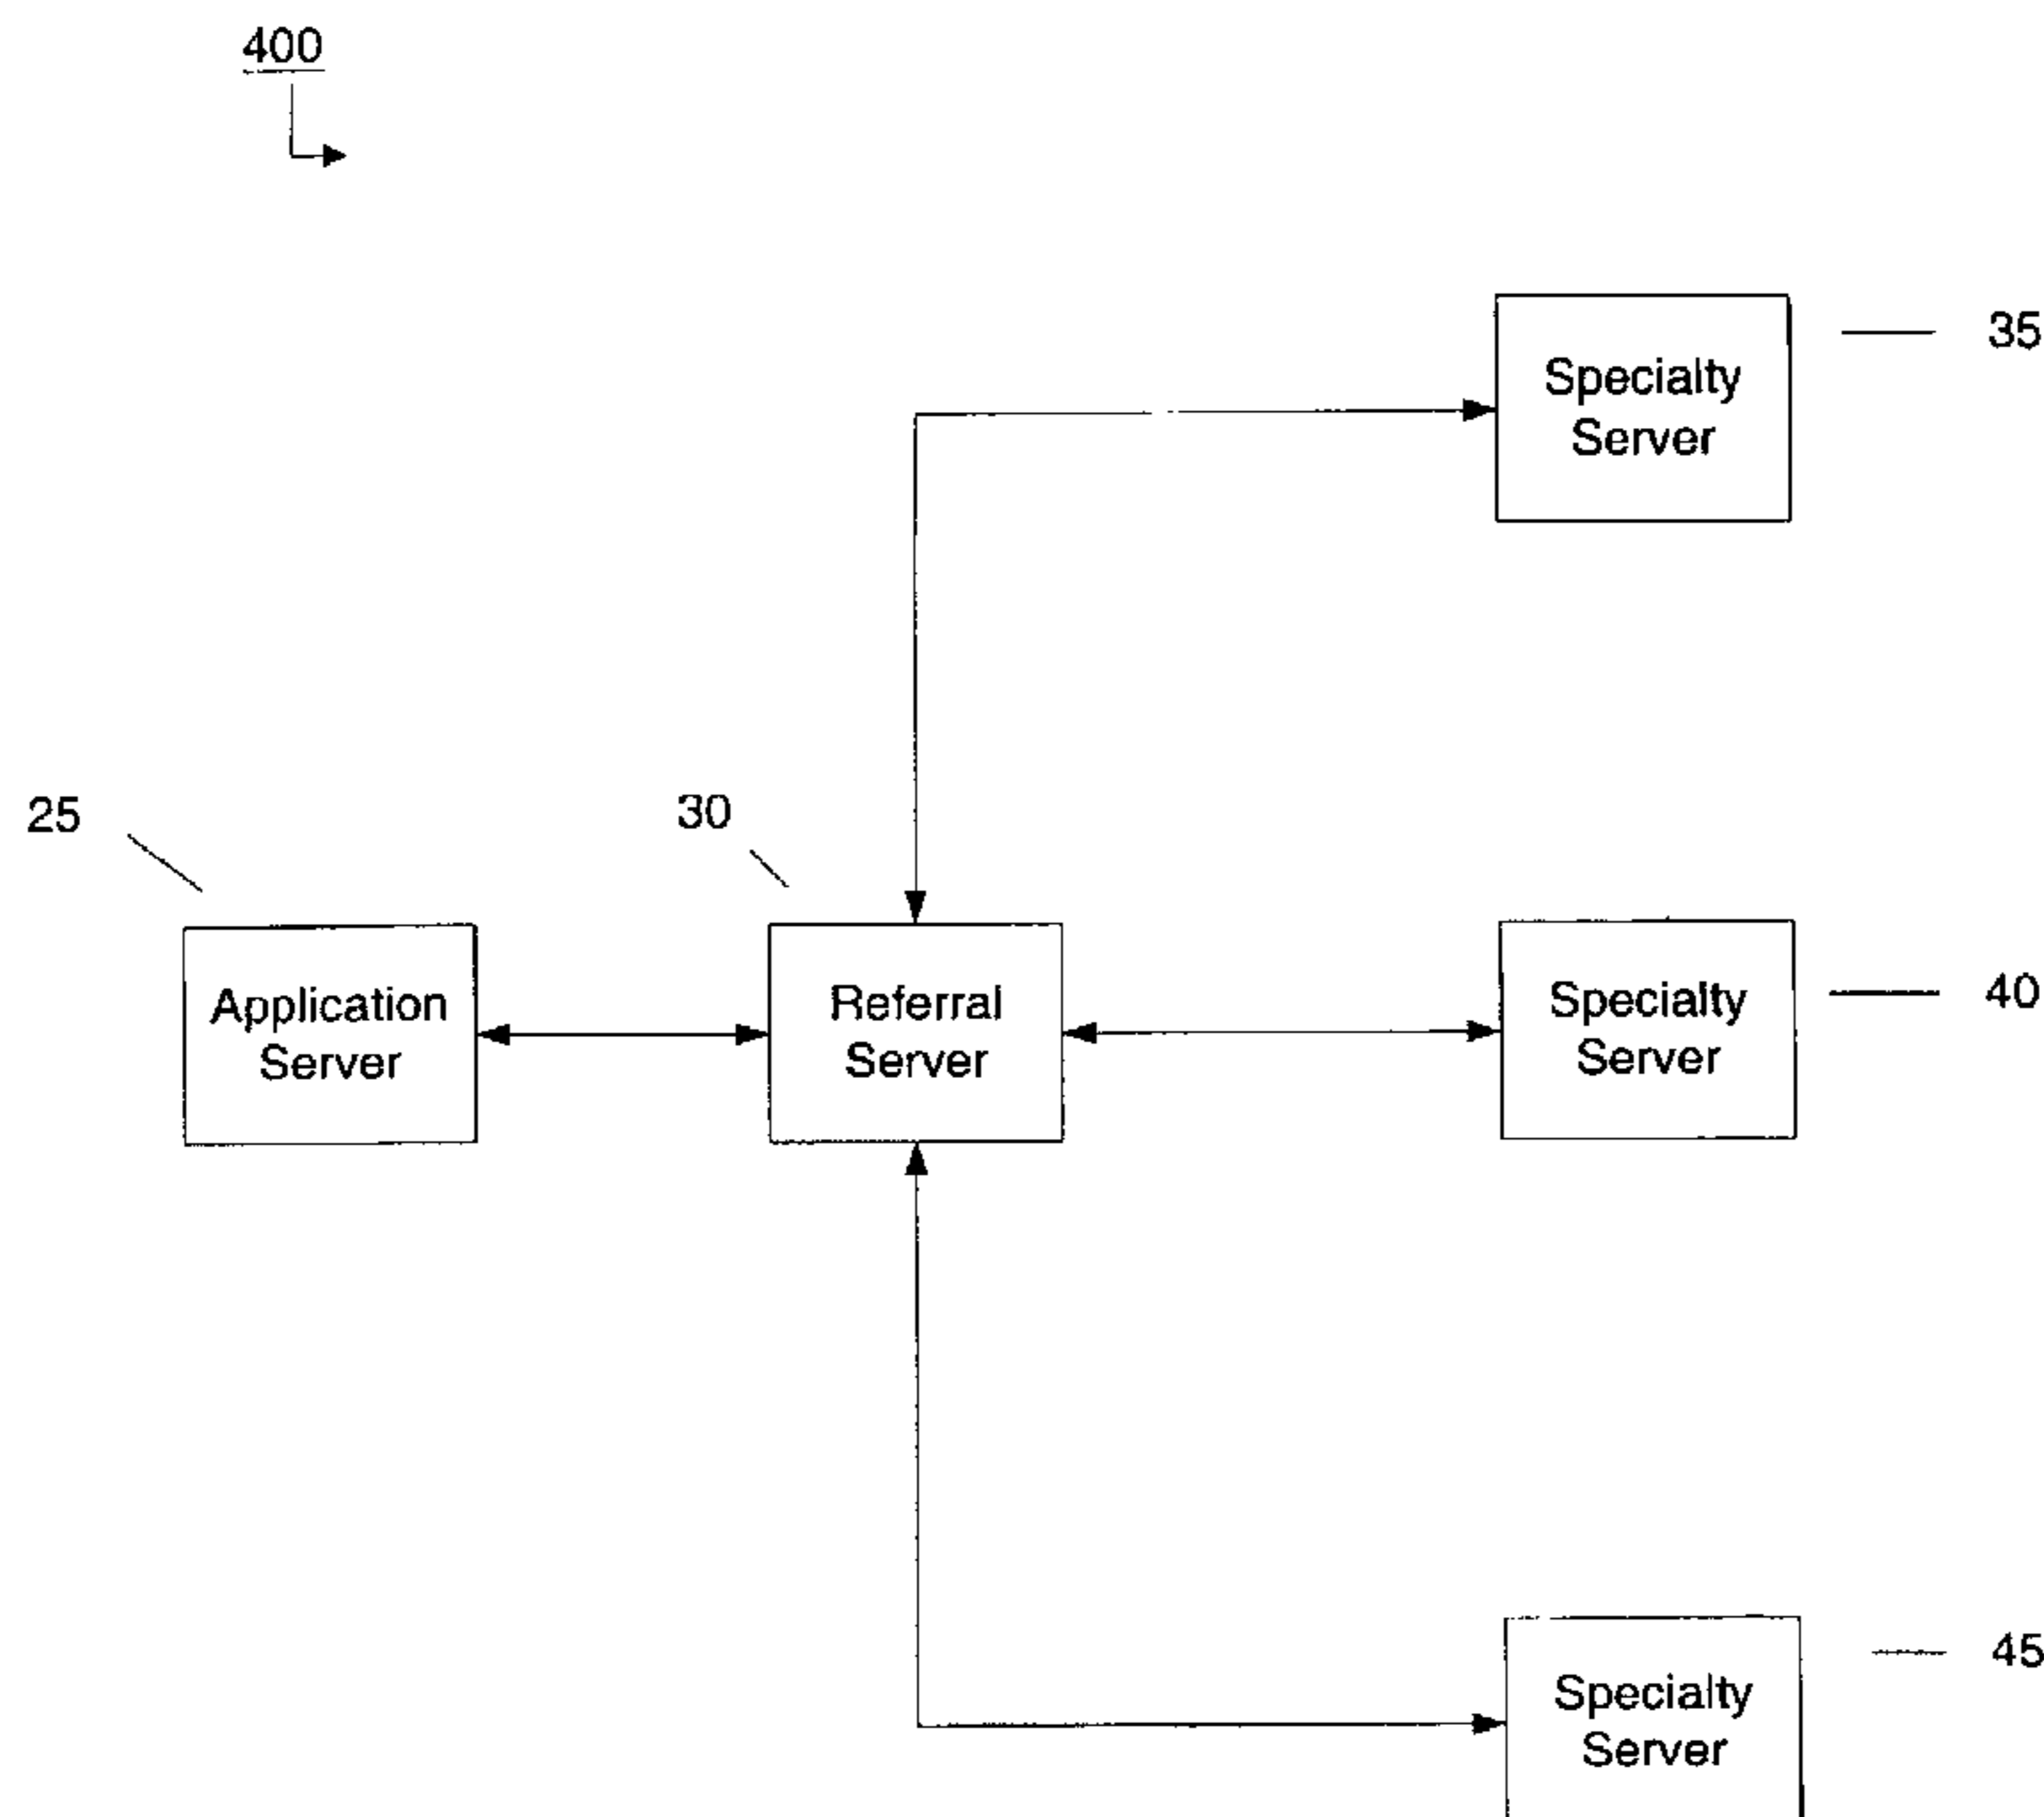 400
Specialty
Server
35
25
30
Application
Server
Referral
Server
Specialty
Server
40
Specialty
Server
45